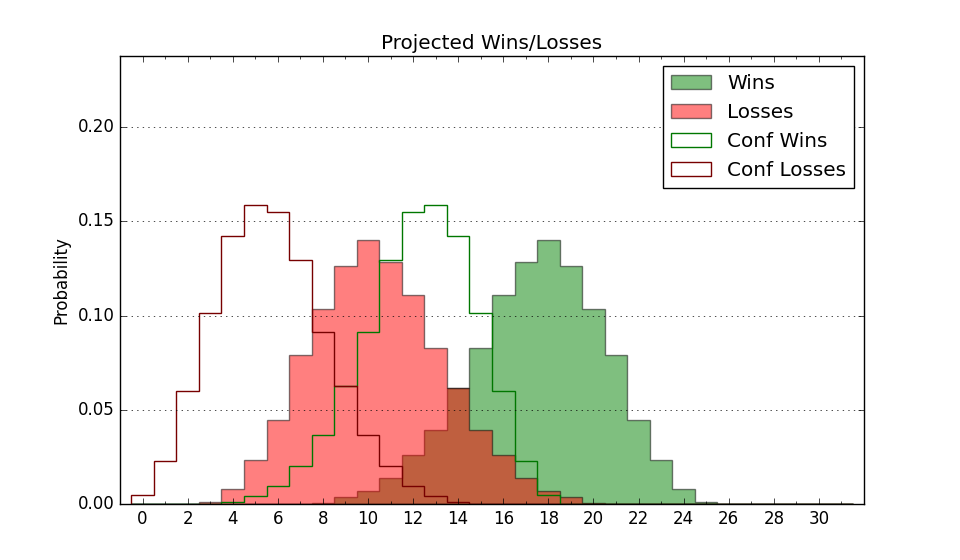 Projected Wins/Losses
Wins
Losses
Conf Wins
Conf Losses
Probability
0.20
0.15
0.10
0.05
0.00
0 2 4 6 8 10 12 14 16 18 20 22 24 26 28 30